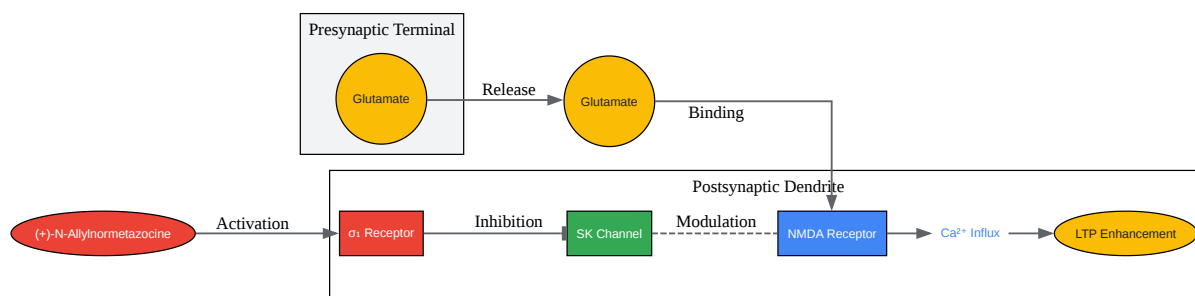 Presynaptic Terminal
Glutamate
Release
Glutamate
Binding
Postsynaptic Dendrite
(+)-N-Allylnormetazocine
Activation
σ₁ Receptor
Inhibition
SK Channel
Modulation
NMDA Receptor
Ca²⁺ Influx
LTP Enhancement